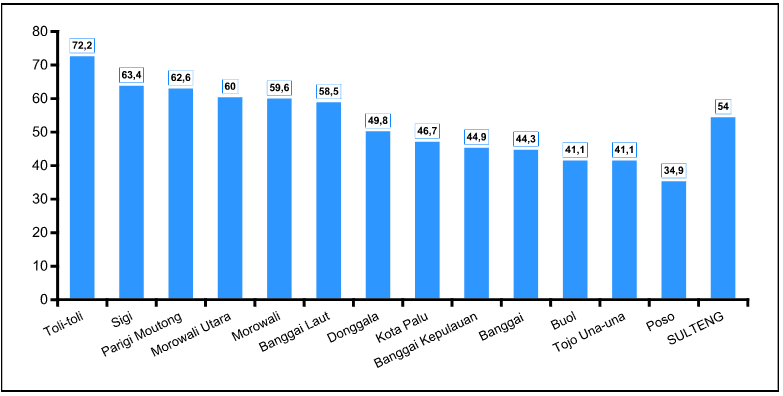 80
70
60
50
40
30
20
10
0
72,2
63,4
62,6
60
59,6
58,5
49,8
46,7
44,9
44,3
41,1
41,1
34,9
54
Toli-toli
Sigi
Parigi Moutong
Morowali Utara
Morowali
Banggai Laut
Donggala
Kota Palu
Banggai Kepulauan
Banggai
Buol
Tojo Una-una
Poso
SULTENG